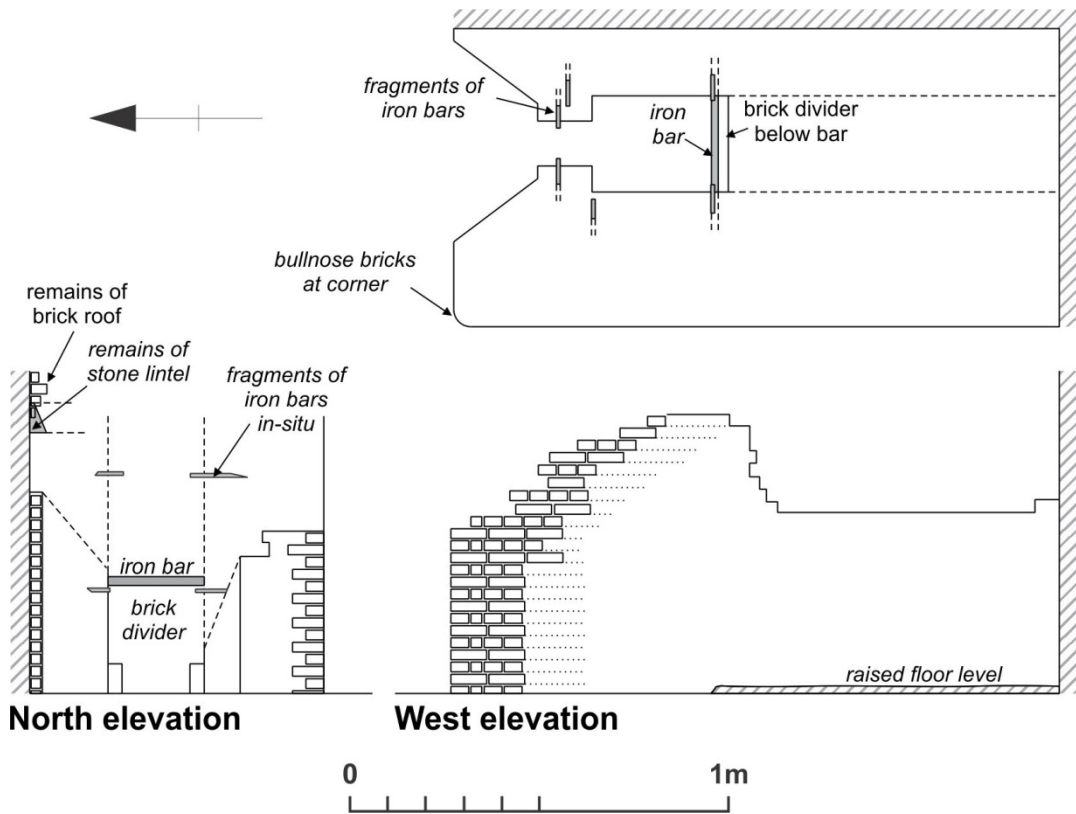 fragments of
iron bars
iron
bar
brick divider
below bar
bullnose bricks
at corner
remains of
brick roof
remains of
stone lintel
fragments of
iron bars
in-situ
iron bar
brick
divider
raised floor level
North elevation
West elevation
0
1m